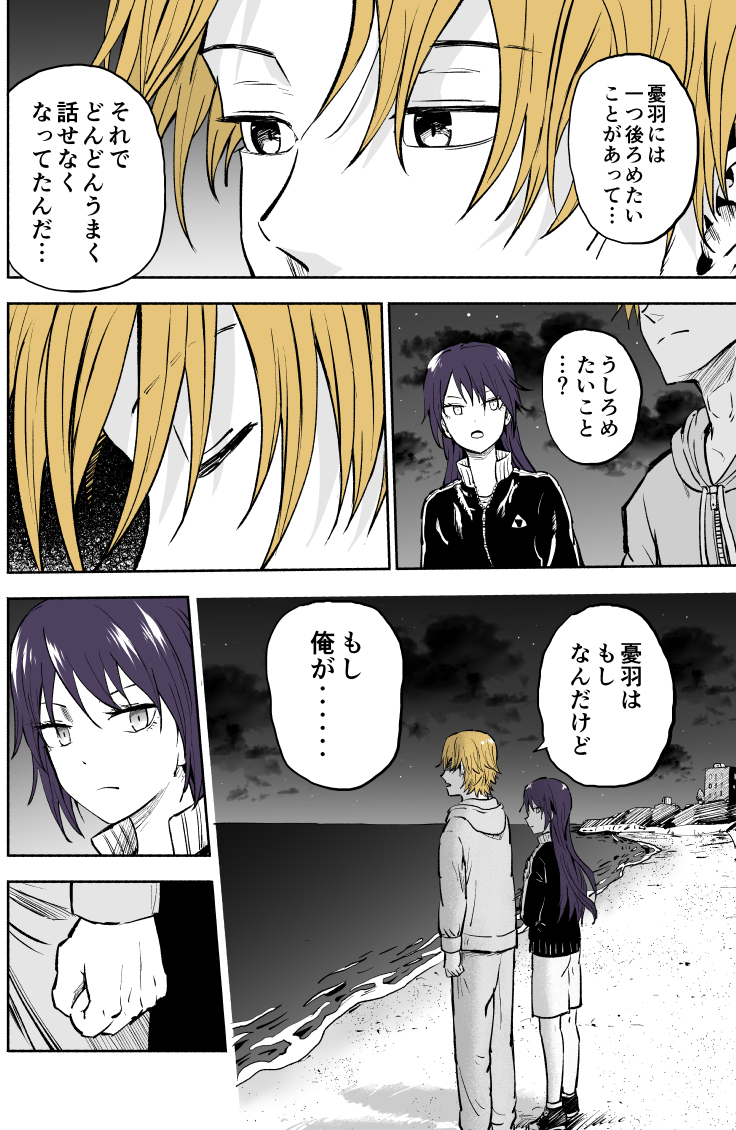 憂羽には
一つ後ろめたい
ことがあって…
それで
どんどんうまく
話せなく
なってたんだ…
うしろめ
たいこと
…?
憂羽は
もし
なんだけど
もし
俺が‥‥‥